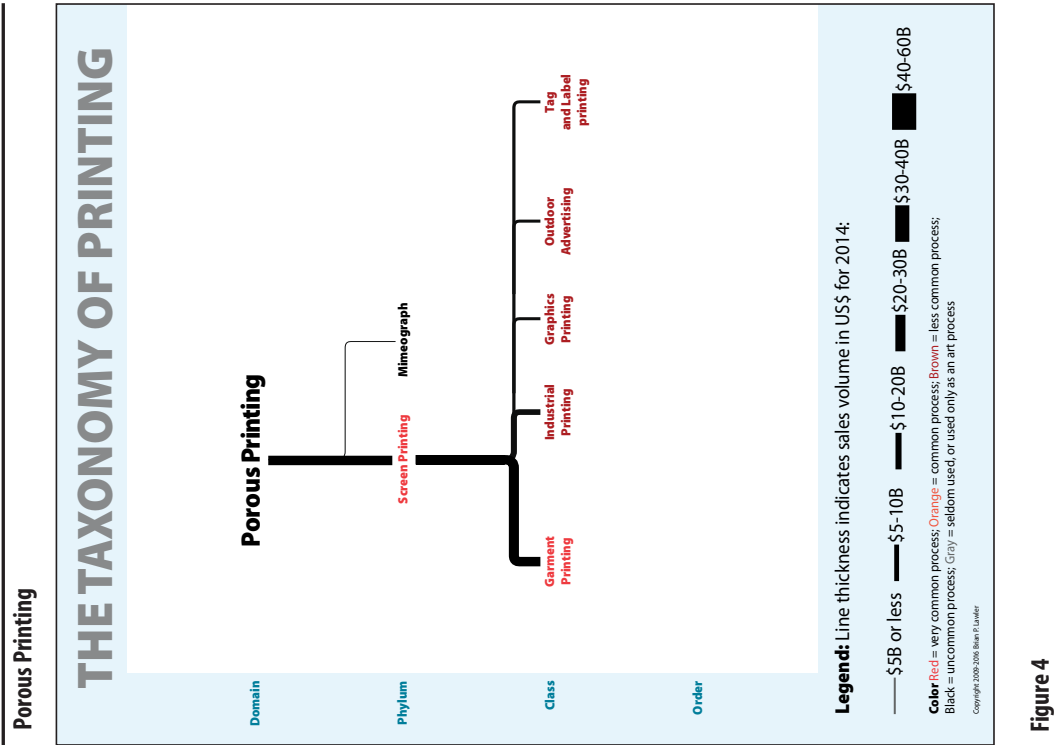 Porous Printing
THE TAXONOMY OF PRINTING
Domain
Porous Printing
Phylum
Screen Printing
Mimeograph
Class
Garment
Printing
Industrial
Printing
Graphics
Printing
Outdoor
Advertising
Tag
and Label
printing
Order
Legend: Line thickness indicates sales volume in US$ for 2014:
$5B or less $5-10B $10-20B $20-30B $30-40B $40-60B
Color Red = very common process; Orange = common process; Brown = less common process;
Black = uncommon process; Gray = seldom used, or used only as an art process
Copyright 2009-2016 Brian P. Lawler
Figure 4